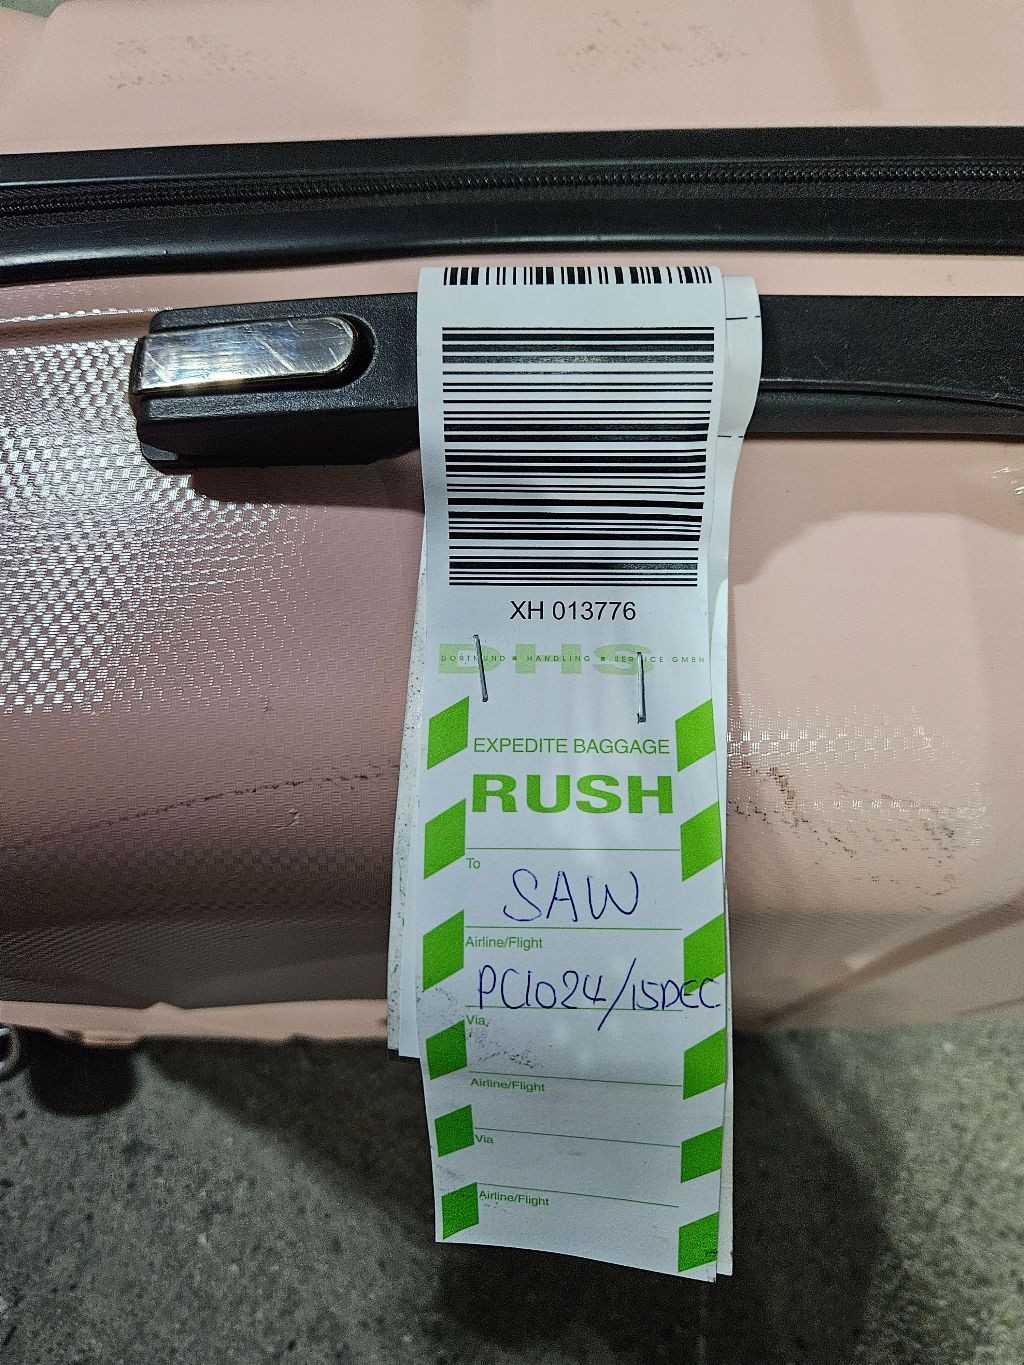 XH 013776
DHS
DORTMUND ■ HANDLING ■ SERVICE GMBH
EXPEDITE BAGGAGE
RUSH
To
SAW
Airline/Flight
PC1024/15DEC
Via
Airline/Flight
Via
Airline/Flight